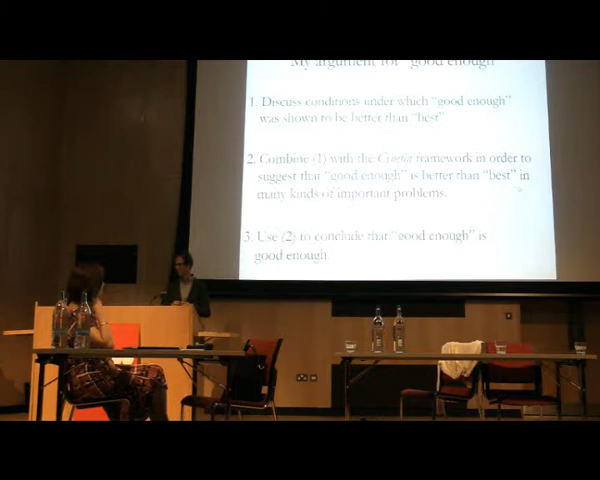 My argument for "good enough"
1. Discuss conditions under which "good enough"
was shown to be better than "best"
2. Combine (1) with the framework in order to
suggest that "good enough" is better than "best" in
many kinds of important problems.
3. Use (2) to conclude that "good enough" is
good enough.